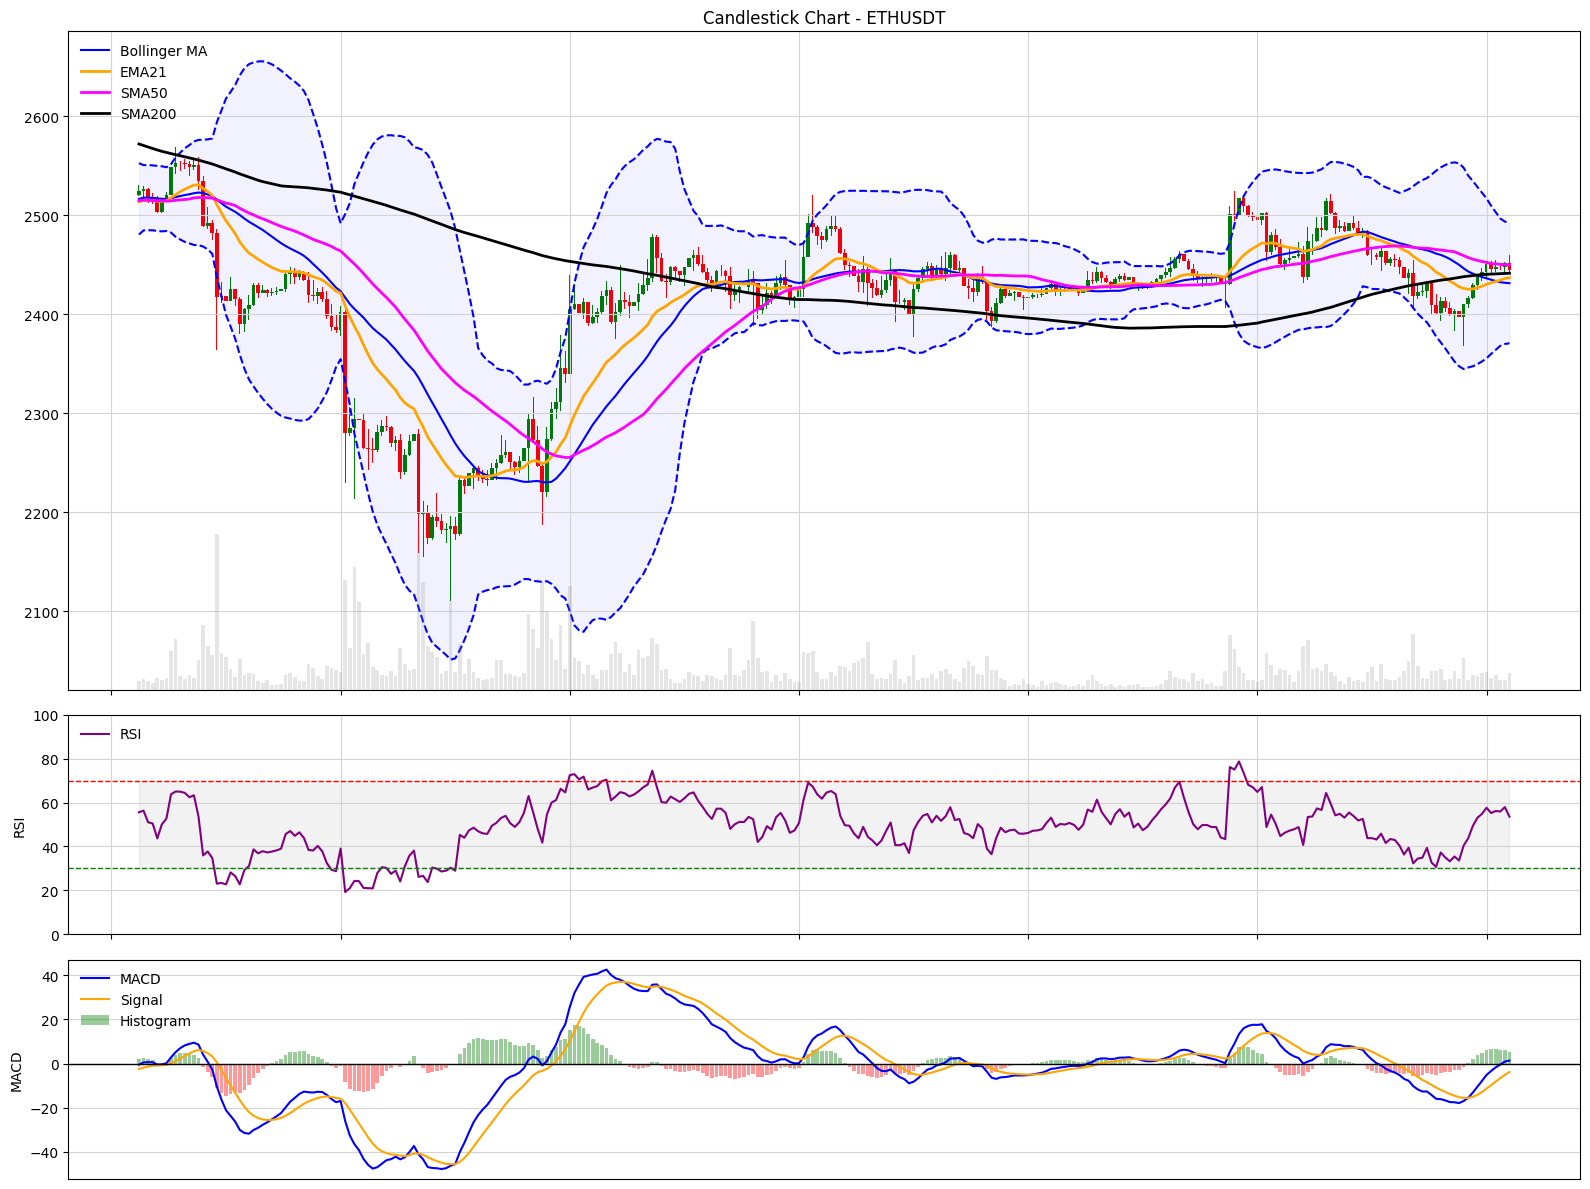 Candlestick Chart - ETHUSDT
Bollinger MA
EMA21
SMA50
SMA200
2600
2500
2400
2300
2200
2100
RSI
100
80
60
40
20
0
RSI
MACD
Signal
Histogram
40
20
0
−20
−40
MACD